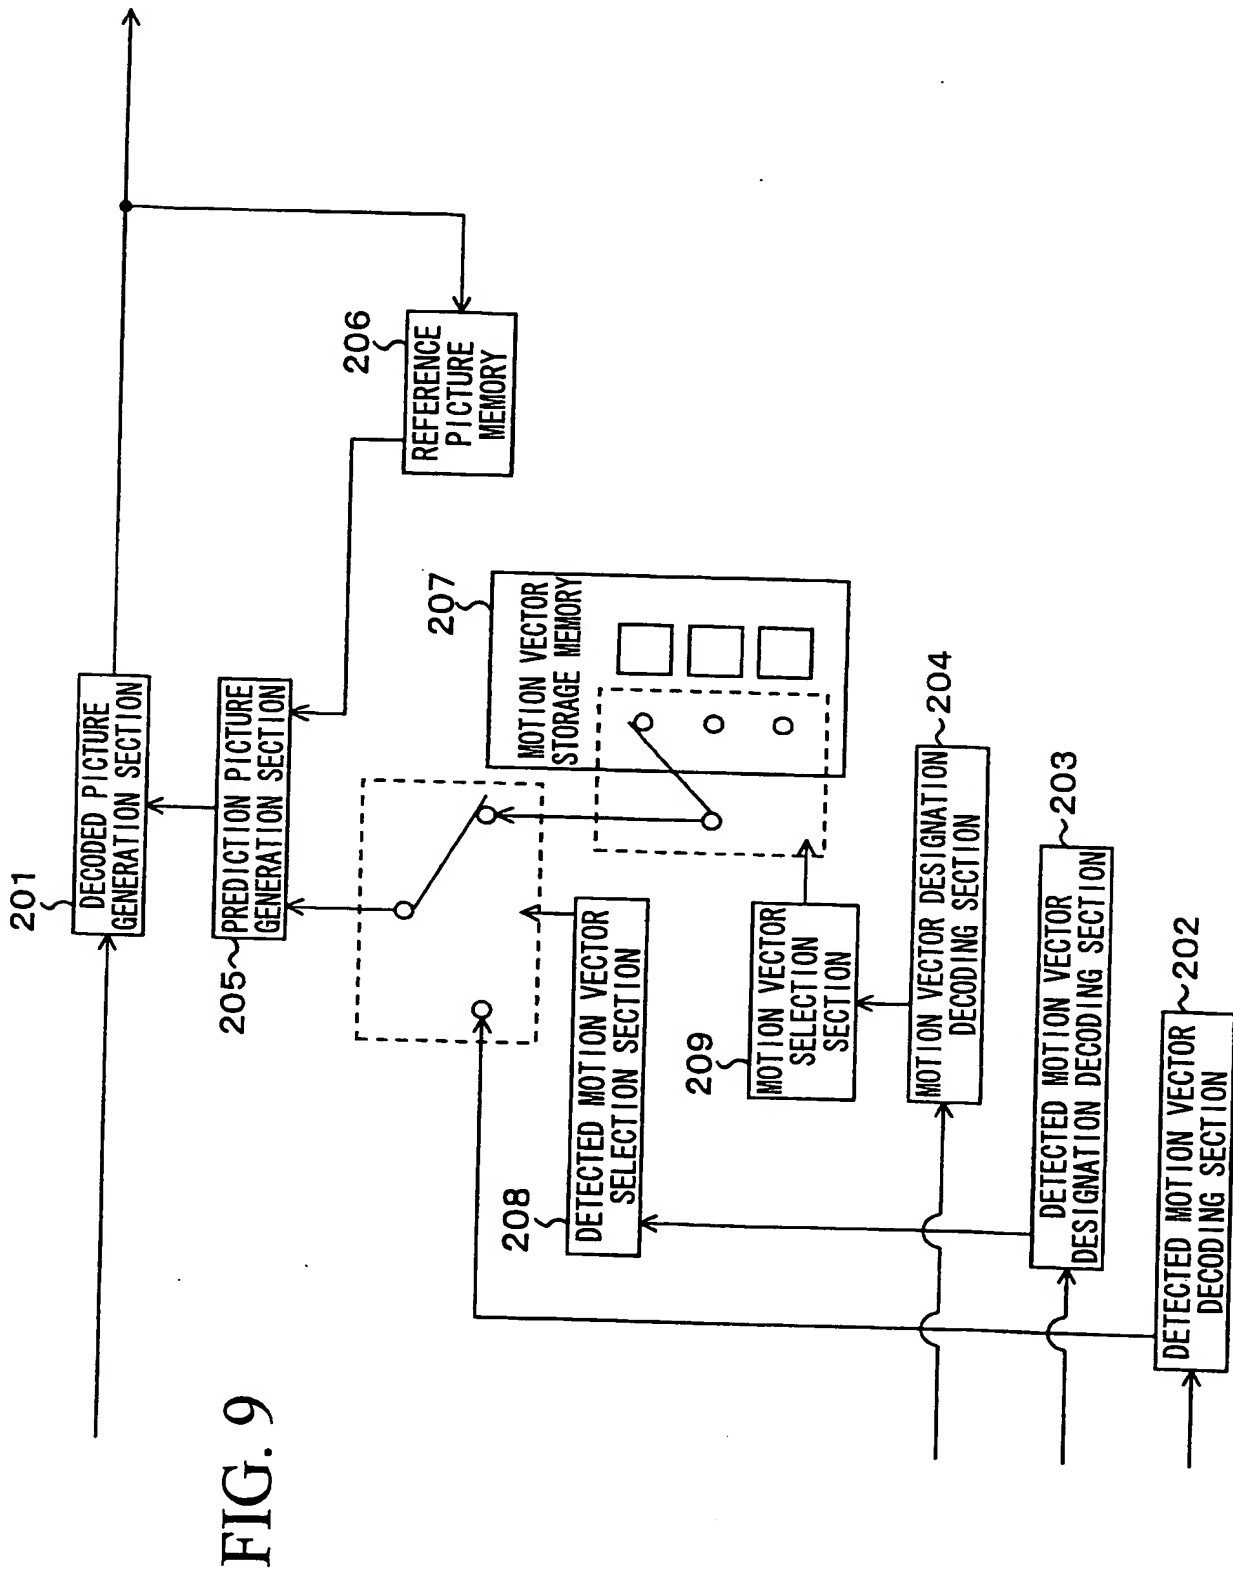 FIG. 9
201
DECODED PICTURE
GENERATION SECTION
205
PREDICTION PICTURE
GENERATION SECTION
206
REFERENCE
PICTURE
MEMORY
207
MOTION VECTOR
STORAGE MEMORY
208
DETECTED MOTION VECTOR
SELECTION SECTION
209
MOTION VECTOR
SELECTION
SECTION
204
MOTION VECTOR DESIGNATION
DECODING SECTION
203
DETECTED MOTION VECTOR
DESIGNATION DECODING SECTION
202
DETECTED MOTION VECTOR
DECODING SECTION